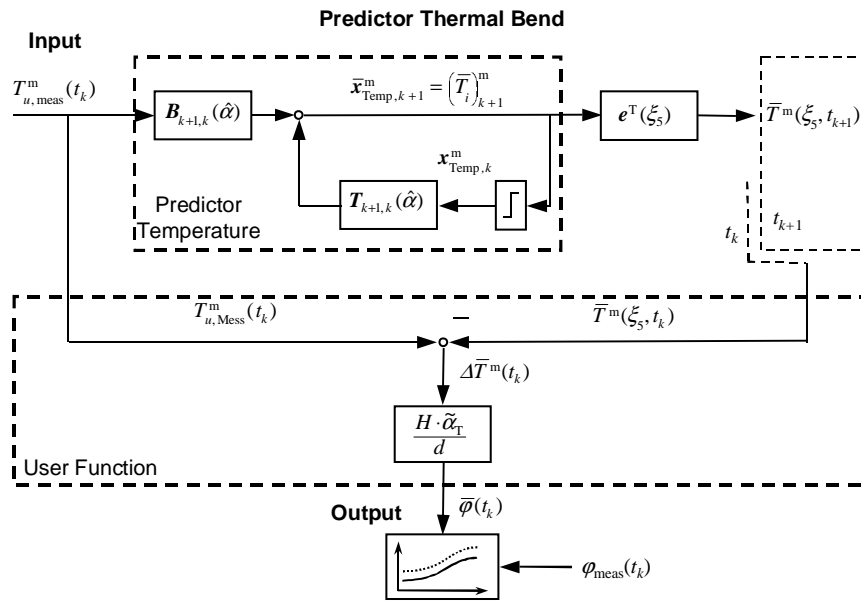 Predictor Thermal Bend
Input
T^m_{u,meas}(t_k)
B_{k+1,k}(α̂)
x̄^m_{Temp,k+1} = (T̄_i)^m_{k+1}
e^T(ξ_5)
T̄^m(ξ_5, t_{k+1})
x^m_{Temp,k}
T_{k+1,k}(α̂)
Predictor
Temperature
t_k
t_{k+1}
T^m_{u,Mess}(t_k)
–
T̄^m(ξ_5, t_k)
ΔT̄^m(t_k)
H · α̃_T
d
User Function
Output
φ̄(t_k)
φ_meas(t_k)